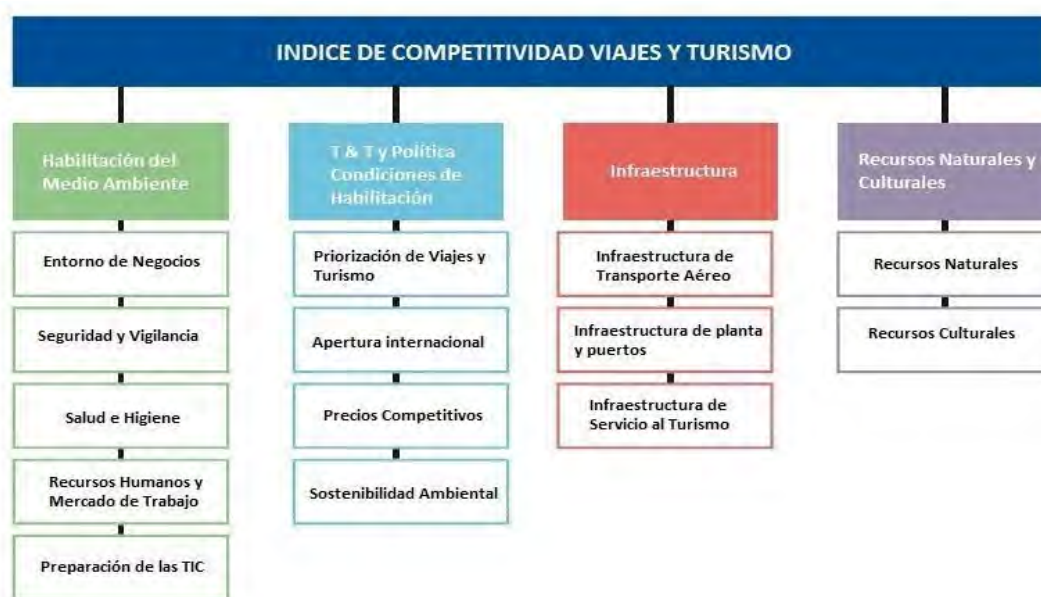 INDICE DE COMPETITIVIDAD VIAJES Y TURISMO
Habilitación del
Medio Ambiente
Entorno de Negocios
Seguridad y Vigilancia
Salud e Higiene
Recursos Humanos y
Mercado de Trabajo
Preparación de las TIC
T & T y Política
Condiciones de
Habilitación
Priorización de Viajes y
Turismo
Apertura internacional
Precios Competitivos
Sostenibilidad Ambiental
Infraestructura
Infraestructura de
Transporte Aéreo
Infraestructura de planta
y puertos
Infraestructura de
Servicio al Turismo
Recursos Naturales y
Culturales
Recursos Naturales
Recursos Culturales